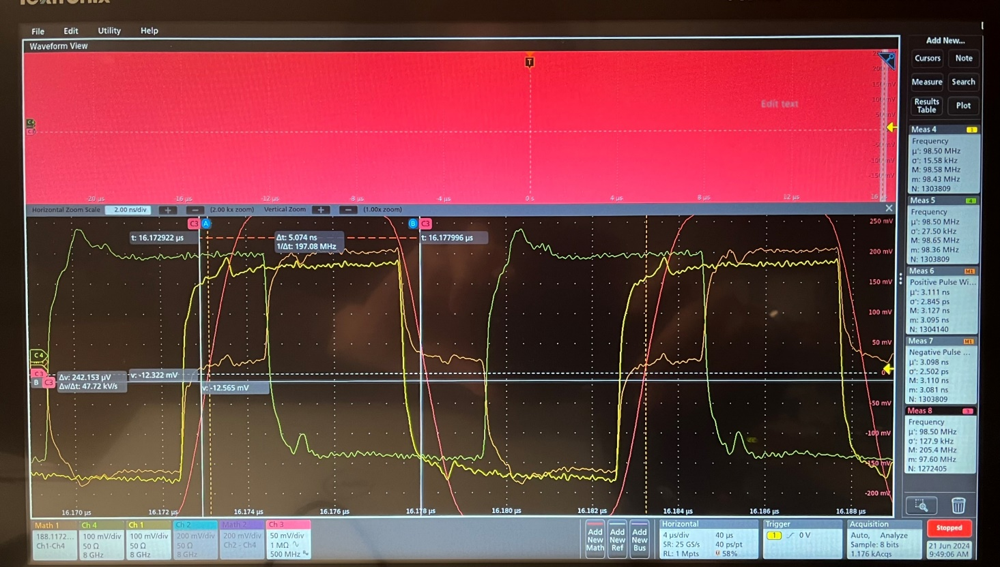 File Edit Utility Help
Waveform View
Add New...
Cursors Note
Measure Search
Results Table Plot
T
Edit text
-20 µs -16 µs -12 µs -8 µs -4 µs 0 s 4 µs 8 µs 12 µs 16
Horizontal Zoom Scale 2.00 ns/div + − (2.00 kx zoom) Vertical Zoom + − (1.00x zoom)
C3 A B C3
t: 16.172922 µs
Δt: 5.074 ns
1/Δt: 197.08 MHz
t: 16.177996 µs
250 mV
200 mV
150 mV
100 mV
50 mV
0
-50 mV
-100 mV
-150 mV
-200 mV
C4
C3
B C3
Δv: 242.153 µV
Δv/Δt: 47.72 kV/s
v: -12.322 mV
v: -12.565 mV
16.170 µs 16.172 µs 16.174 µs 16.176 µs 16.178 µs 16.180 µs 16.182 µs 16.184 µs 16.186 µs 16.188 µs
Meas 4 1
Frequency
µ': 98.50 MHz
σ': 15.58 kHz
M: 98.58 MHz
m: 98.43 MHz
N: 1303809
Meas 5 4
Frequency
µ': 98.50 MHz
σ': 27.50 kHz
M: 98.65 MHz
m: 98.36 MHz
N: 1303809
Meas 6 M1
Positive Pulse Wi...
µ': 3.111 ns
σ': 2.845 ps
M: 3.127 ns
m: 3.095 ns
N: 1304140
Meas 7 M1
Negative Pulse ...
µ': 3.098 ns
σ': 2.502 ps
M: 3.110 ns
m: 3.081 ns
N: 1303809
Meas 8 3
Frequency
µ': 98.50 MHz
σ': 127.9 kHz
M: 205.4 MHz
m: 97.60 MHz
N: 1272405
Math 1
188.1172...
Ch1-Ch4
Ch 4
100 mV/div
50 Ω
8 GHz
Ch 1
100 mV/div
50 Ω
8 GHz
Ch 2
200 mV/div
50 Ω
8 GHz
Math 2
200 mV/div
Ch2 - Ch4
Ch 3
50 mV/div
1 MΩ
500 MHz
Add New Math
Add New Ref
Add New Bus
Horizontal
4 µs/div 40 µs
SR: 25 GS/s 40 ps/pt
RL: 1 Mpts 58%
Trigger
1 0 V
Acquisition
Auto, Analyze
Sample: 8 bits
1.176 kAcqs
Stopped
21 Jun 2024
9:49:06 AM